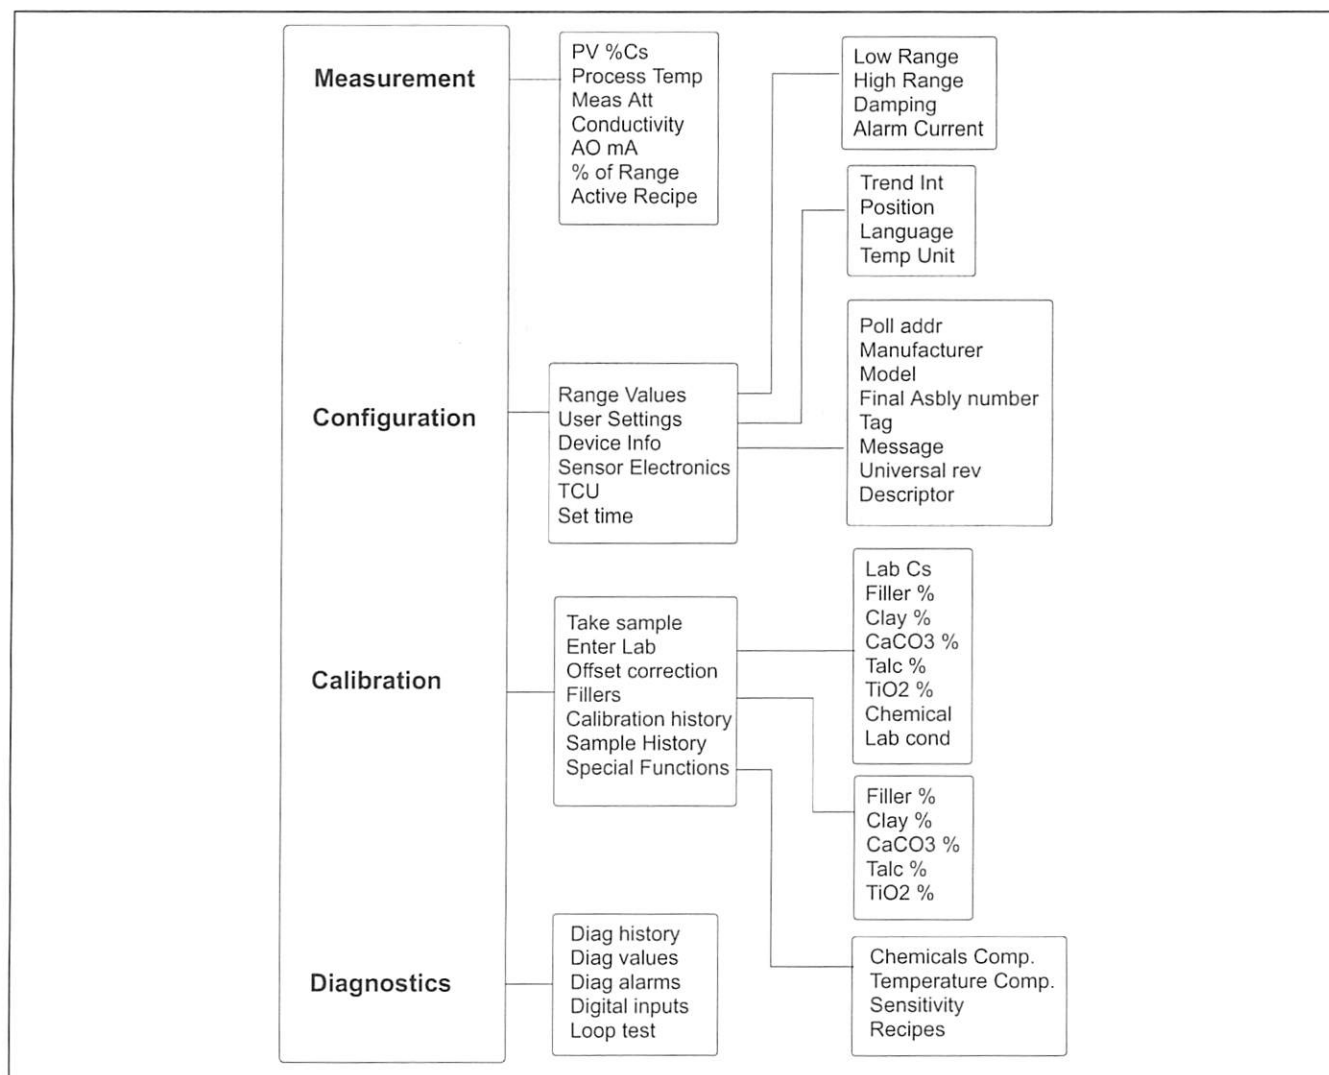 Measurement
PV %Cs
Process Temp
Meas Att
Conductivity
AO mA
% of Range
Active Recipe
Low Range
High Range
Damping
Alarm Current
Trend Int
Position
Language
Temp Unit
Configuration
Range Values
User Settings
Device Info
Sensor Electronics
TCU
Set time
Poll addr
Manufacturer
Model
Final Asbly number
Tag
Message
Universal rev
Descriptor
Calibration
Take sample
Enter Lab
Offset correction
Fillers
Calibration history
Sample History
Special Functions
Lab Cs
Filler %
Clay %
CaCO3 %
Talc %
TiO2 %
Chemical
Lab cond
Filler %
Clay %
CaCO3 %
Talc %
TiO2 %
Diagnostics
Diag history
Diag values
Diag alarms
Digital inputs
Loop test
Chemicals Comp.
Temperature Comp.
Sensitivity
Recipes